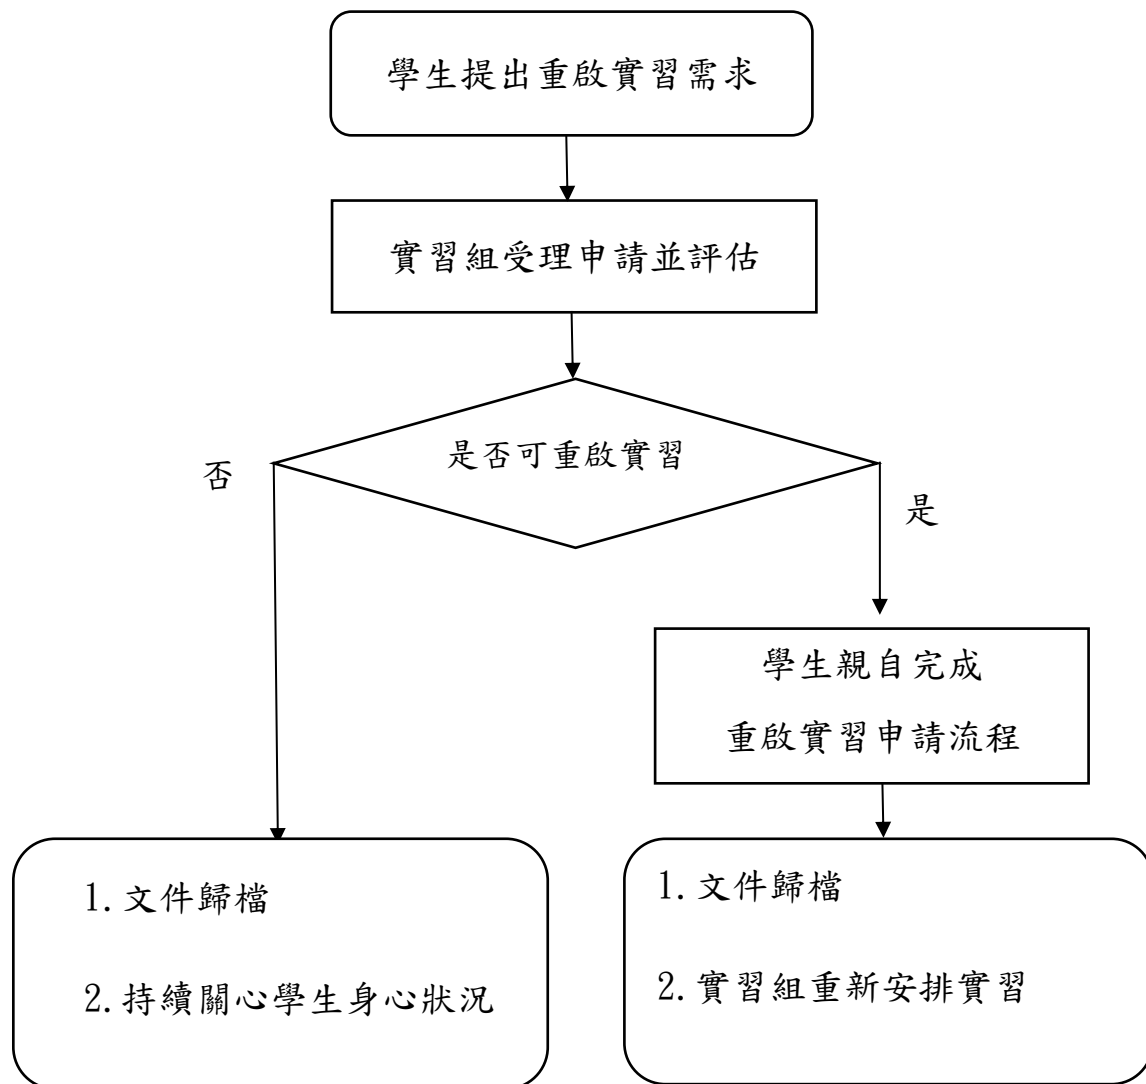 學生提出重啟實習需求
實習組受理申請並評估
是否可重啟實習
否
是
學生親自完成
重啟實習申請流程
1.文件歸檔
2.持續關心學生身心狀況
1.文件歸檔
2.實習組重新安排實習